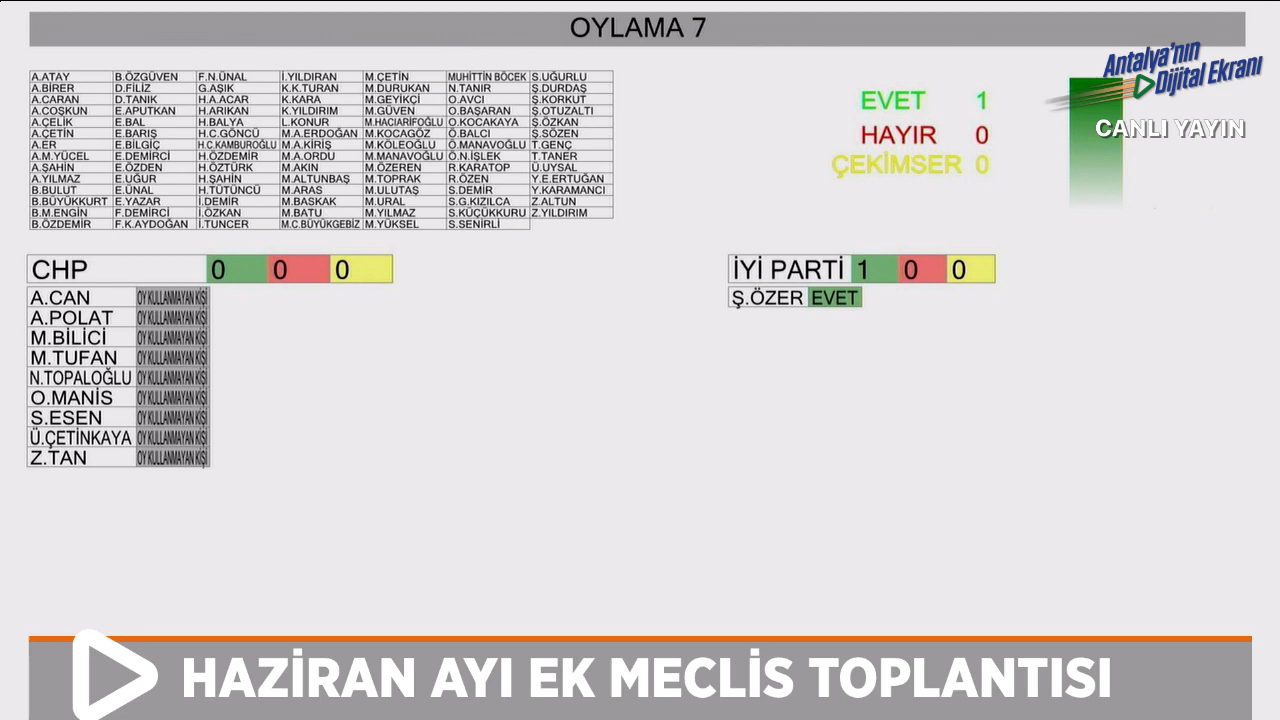 OYLAMA 7
Antalya'nın
Dijital Ekranı
CANLI YAYIN
A.ATAY B.ÖZGÜVEN F.N.ÜNAL İ.YILDIRAN M.ÇETİN MUHİTTİN BÖCEK S.UĞURLU
A.BİRER D.FİLİZ G.AŞIK K.K.TURAN M.DURUKAN N.TANIR Ş.DURDAŞ
A.CARAN D.TANIK H.A.ACAR K.KARA M.GEYİKÇİ O.AVCI Ş.KORKUT
A.COŞKUN E.APUTKAN H.ARIKAN K.YILDIRIM M.GÜVEN O.BAŞARAN Ş.OTUZALTI
A.ÇELİK E.BAL H.BALYA L.KONUR M.HACIARİFOĞLU O.KOCAKAYA Ş.ÖZKAN
A.ÇETİN E.BARIŞ H.C.GÖNCÜ M.A.ERDOĞAN M.KOCAGÖZ Ö.BALCI Ş.SÖZEN
A.ER E.BİLGİÇ H.C.KAMBUROĞLU M.A.KİRİŞ M.KÖLEOĞLU Ö.MANAVOĞLU T.GENÇ
A.M.YÜCEL E.DEMİRCİ H.ÖZDEMİR M.A.ORDU M.MANAVOĞLU Ö.N.İŞLEK T.TANER
A.ŞAHİN E.ÖZDEN H.ÖZTÜRK M.AKIN M.ÖZEREN R.KARATOP Ü.UYSAL
A.YILMAZ E.UĞUR H.ŞAHİN M.ALTUNBAŞ M.TOPRAK R.ÖZEN Y.E.ERTUĞAN
B.BULUT E.ÜNAL H.TÜTÜNCÜ M.ARAS M.ULUTAŞ S.DEMİR Y.KARAMANCI
B.BÜYÜKKURT E.YAZAR İ.DEMİR M.BASKAK M.URAL S.G.KIZILCA Z.ALTUN
B.M.ENGİN F.DEMİRCİ İ.ÖZKAN M.BATU M.YILMAZ S.KÜÇÜKKURU Z.YILDIRIM
B.ÖZDEMİR F.K.AYDOĞAN İ.TUNCER M.C.BÜYÜKGEBİZ M.YÜKSEL S.SENİRLİ
EVET 1
HAYIR 0
ÇEKİMSER 0
CHP 0 0 0
A.CAN OY KULLANMAYAN KİŞİ
A.POLAT OY KULLANMAYAN KİŞİ
M.BİLİCİ OY KULLANMAYAN KİŞİ
M.TUFAN OY KULLANMAYAN KİŞİ
N.TOPALOĞLU OY KULLANMAYAN KİŞİ
O.MANİS OY KULLANMAYAN KİŞİ
S.ESEN OY KULLANMAYAN KİŞİ
Ü.ÇETİNKAYA OY KULLANMAYAN KİŞİ
Z.TAN OY KULLANMAYAN KİŞİ
İYİ PARTİ 1 0 0
Ş.ÖZER EVET
HAZİRAN AYI EK MECLİS TOPLANTISI